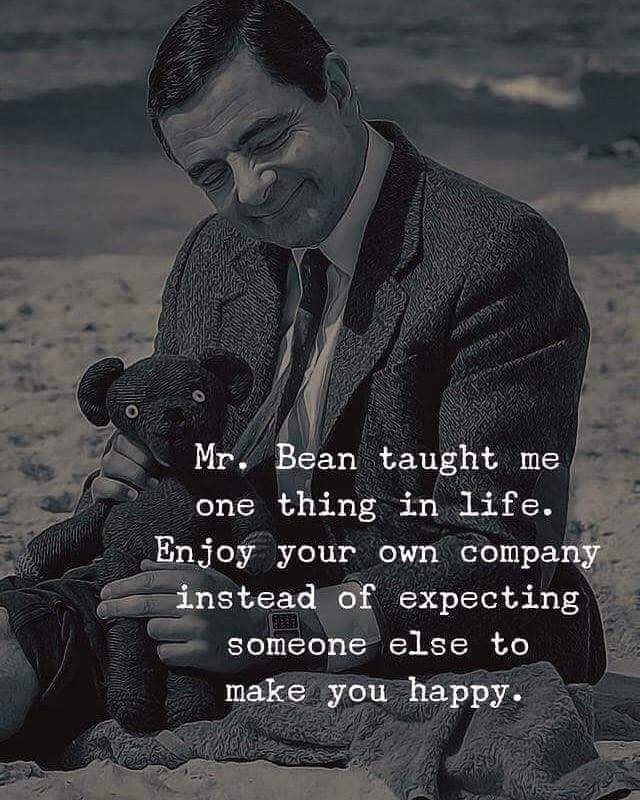 Mr. Bean taught me
one thing in life.
Enjoy your own company
instead of expecting
someone else to
make you happy.